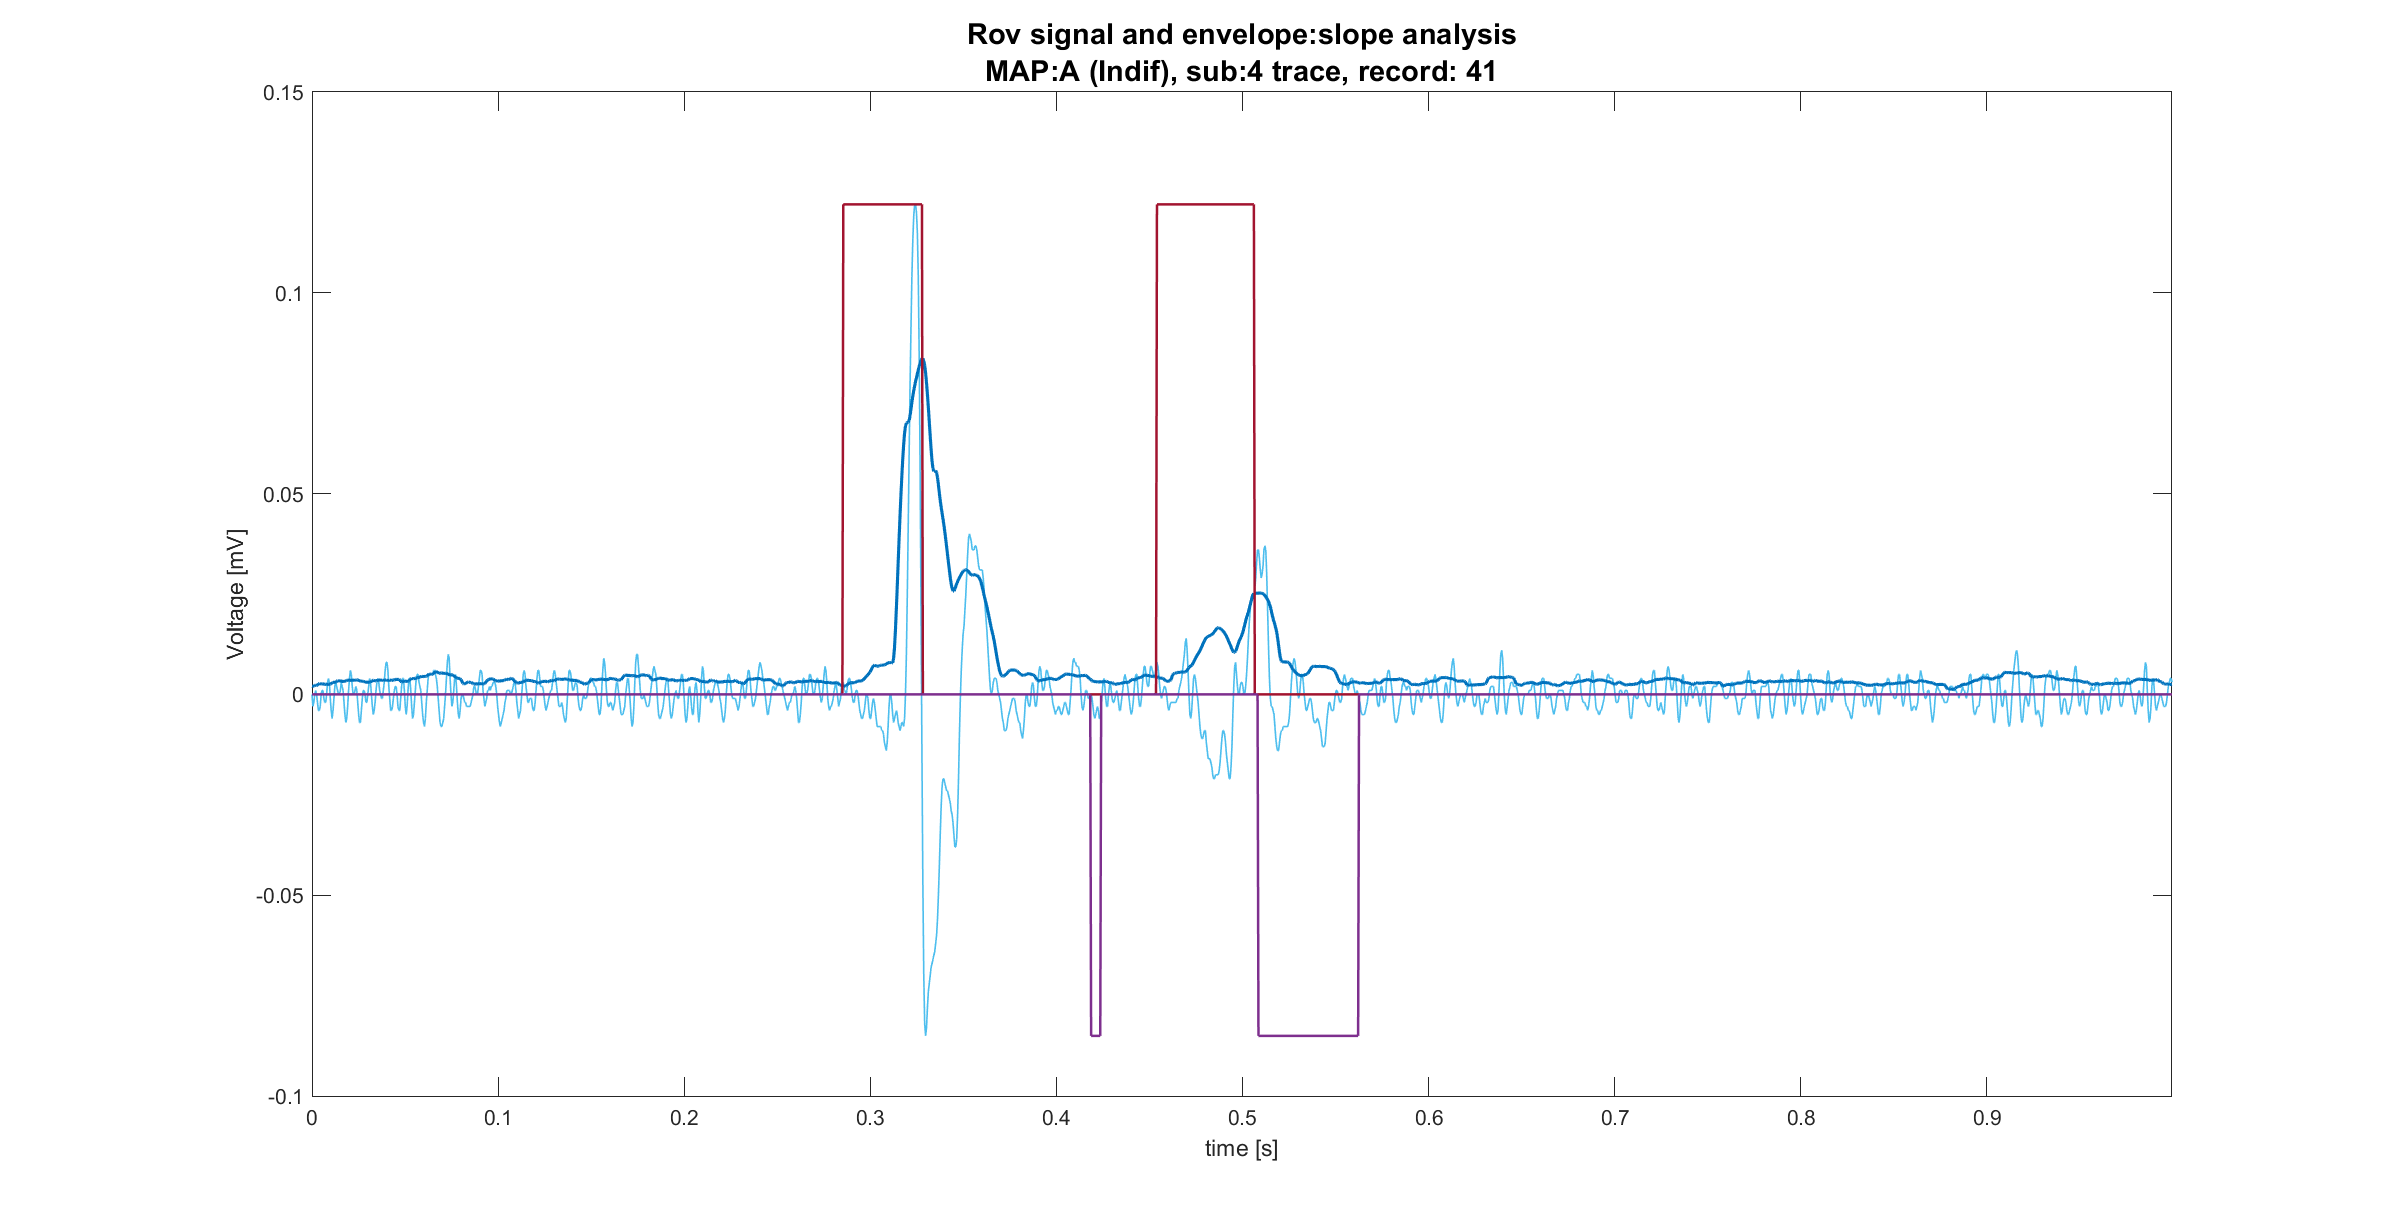 Rov signal and envelope:slope analysis
MAP:A (Indif), sub:4 trace, record: 41
0.15
0.1
0.05
0
-0.05
-0.1
Voltage [mV]
0 0.1 0.2 0.3 0.4 0.5 0.6 0.7 0.8 0.9
time [s]